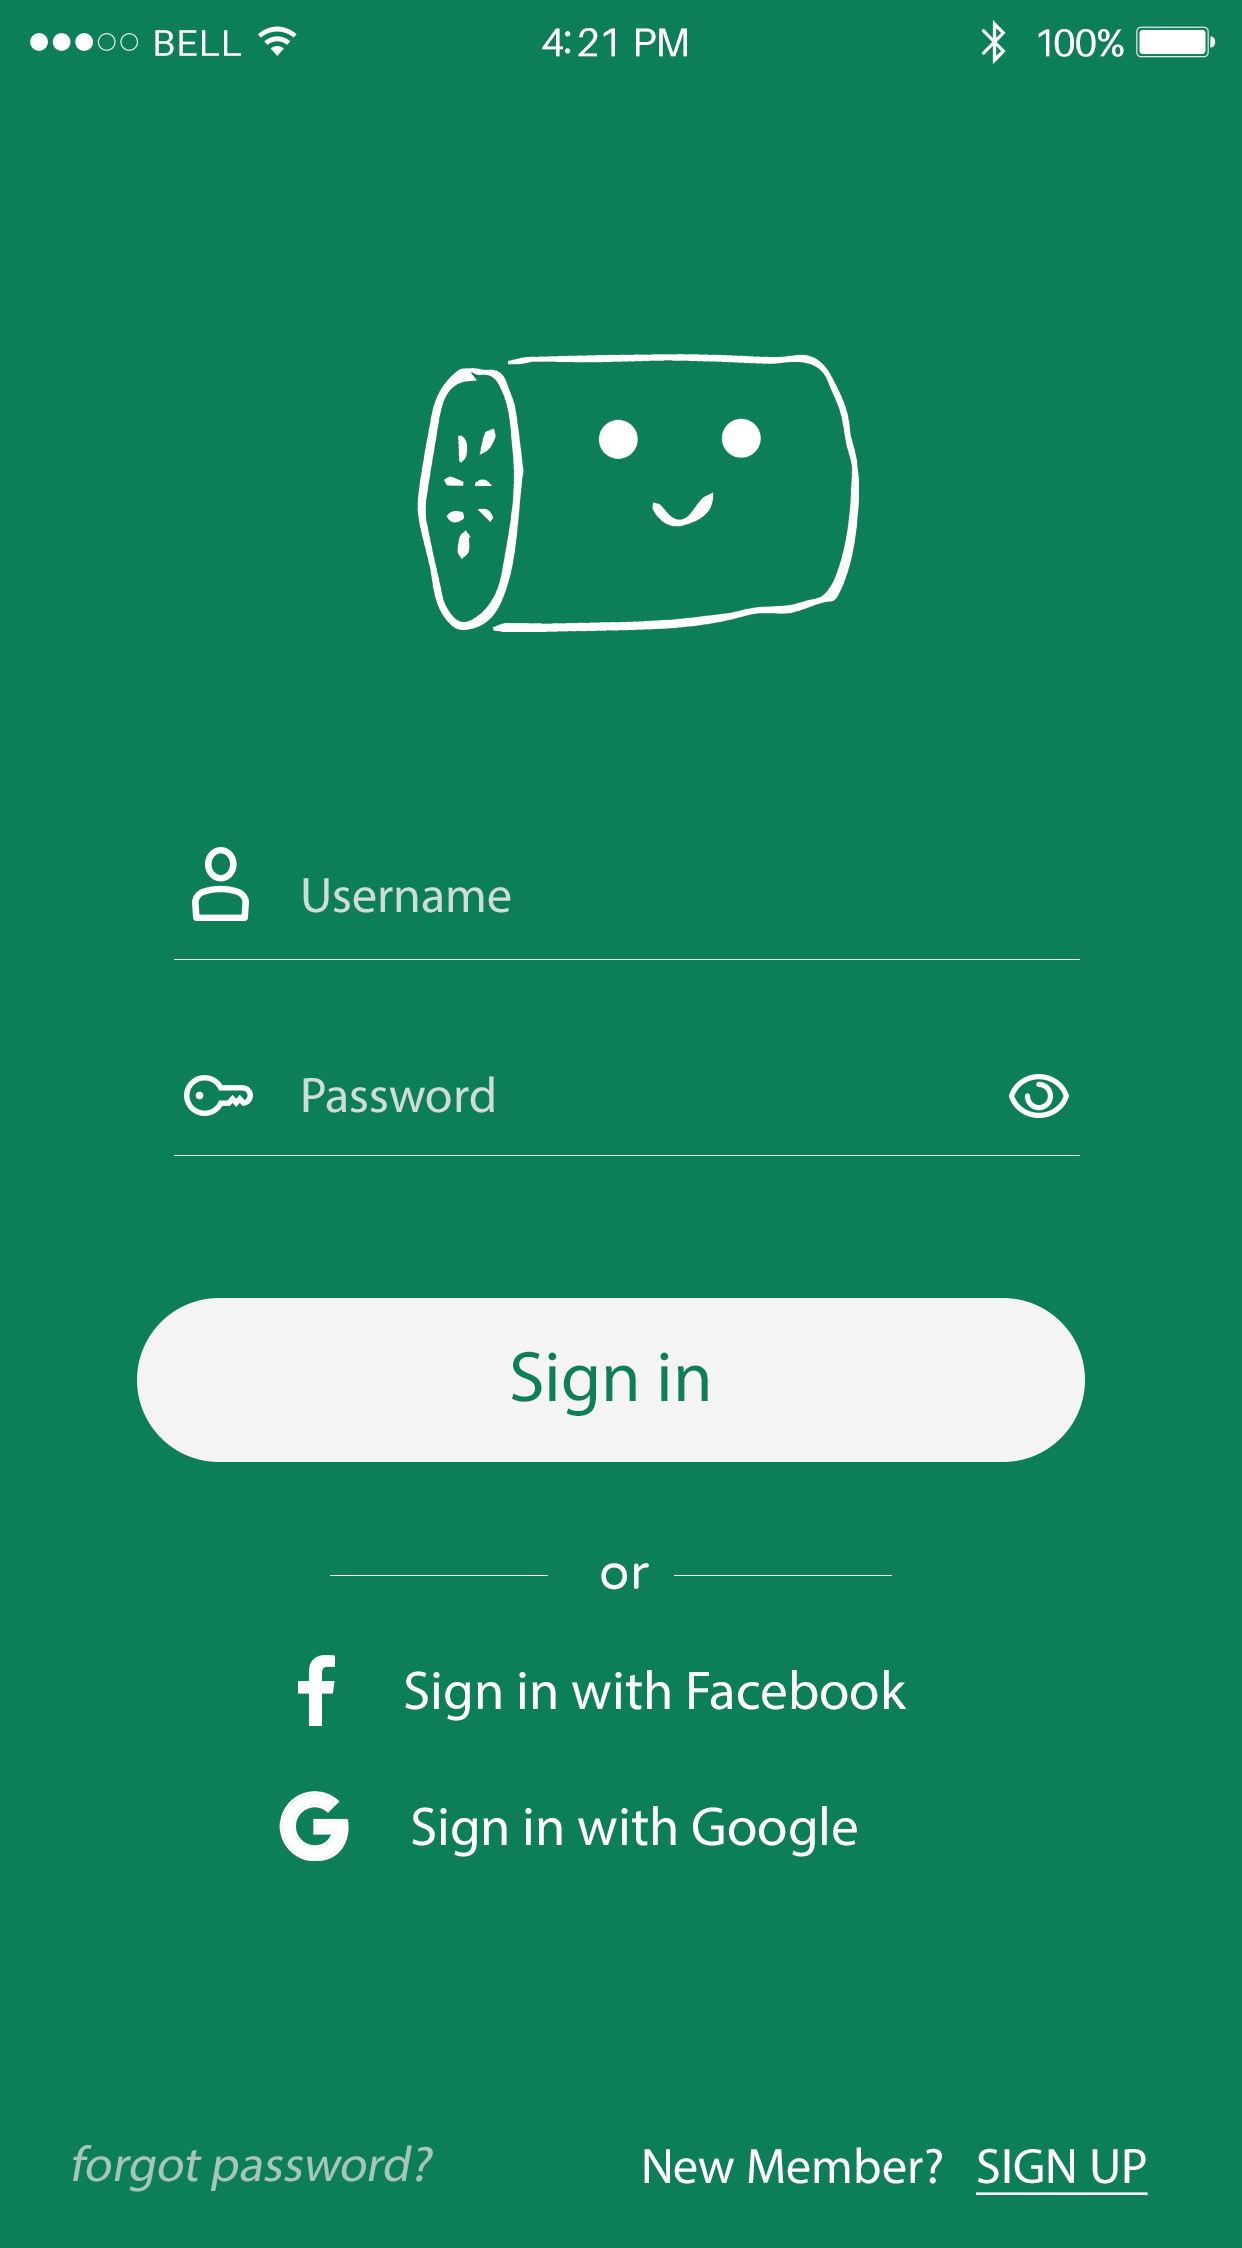 BELL 4:21 PM 100%
Username
Password
Sign in
or
Sign in with Facebook
Sign in with Google
forgot password? New Member? SIGN UP